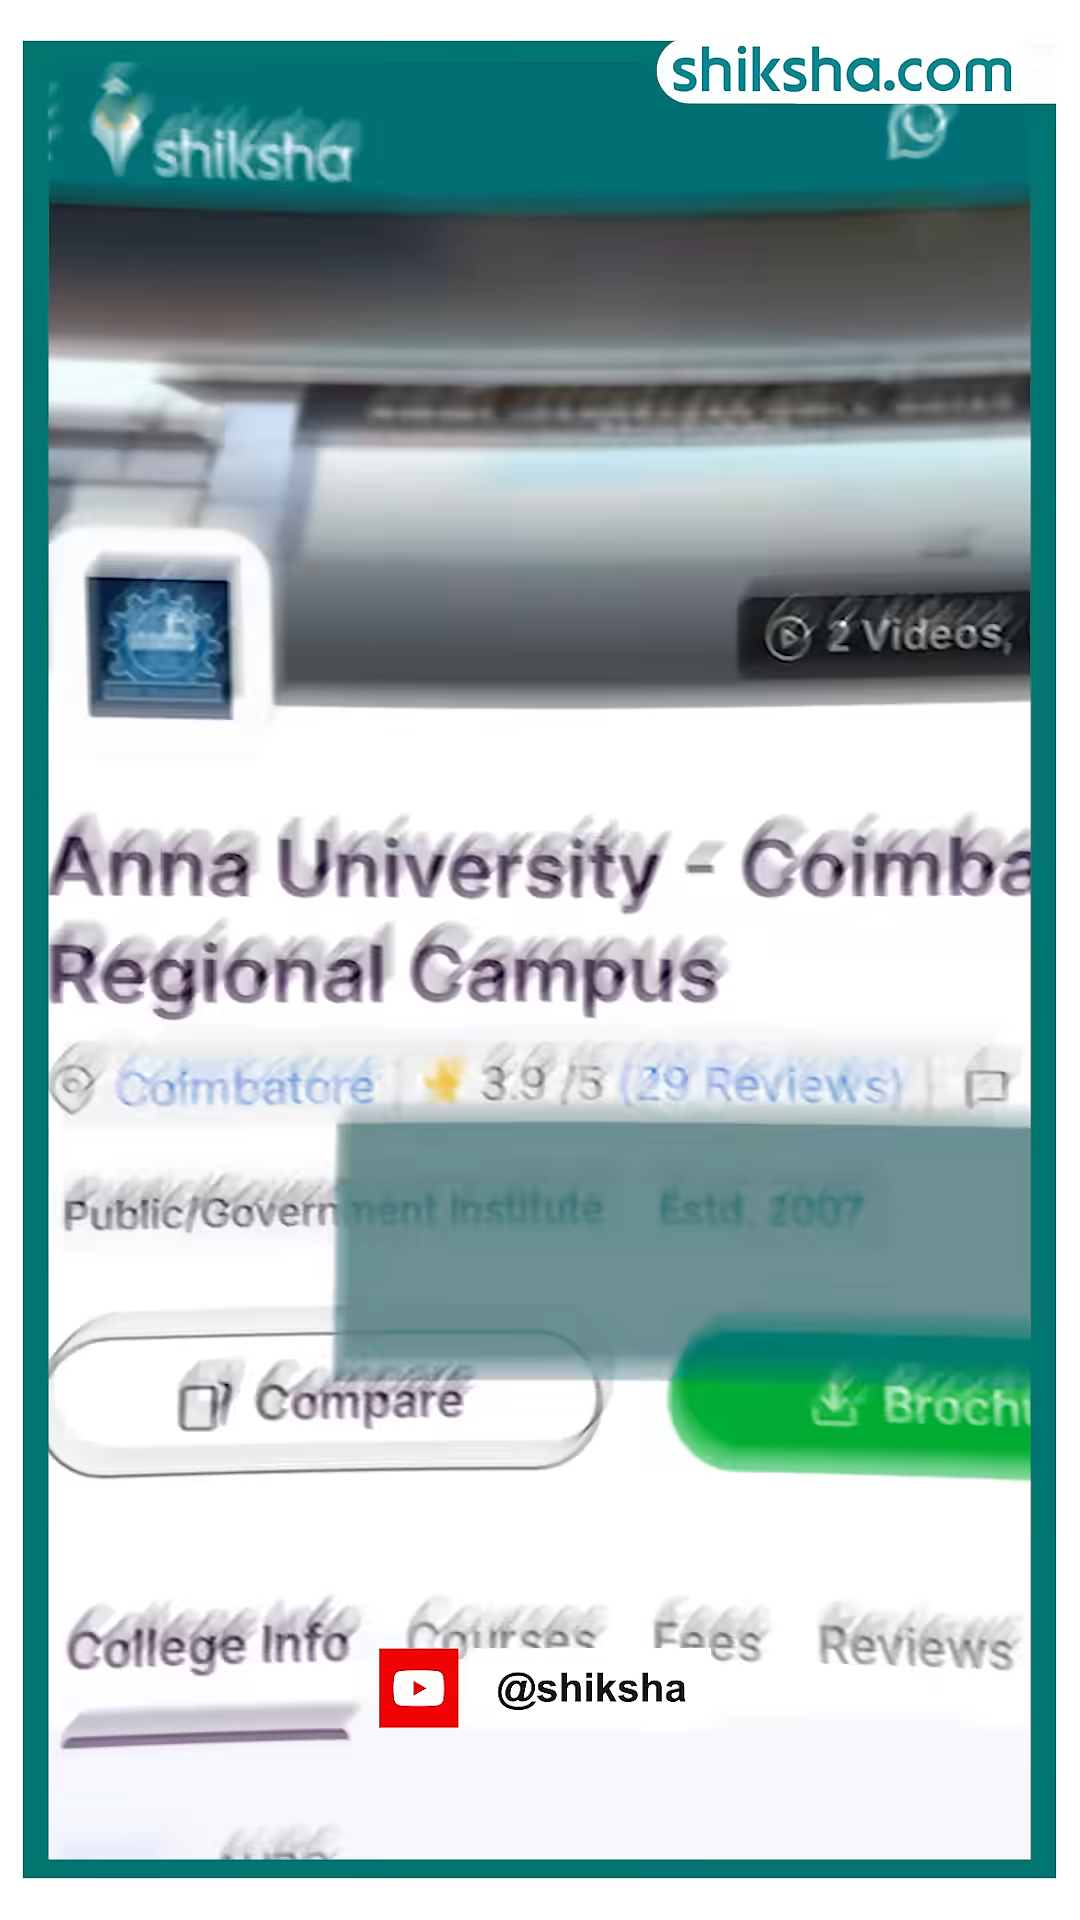 shiksha.com
shiksha
2 Videos,
Anna University - Coimba
Regional Campus
Coimbatore 3.9 /5 (29 Reviews)
Public/Government Institute Estd. 2007
Compare Brochu
College Info Courses Fees Reviews
@shiksha